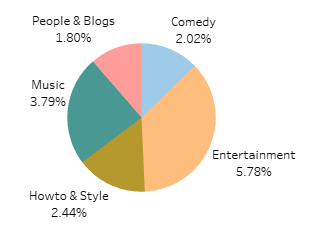 People & Blogs
1.80%
Comedy
2.02%
Music
3.79%
Entertainment
5.78%
Howto & Style
2.44%